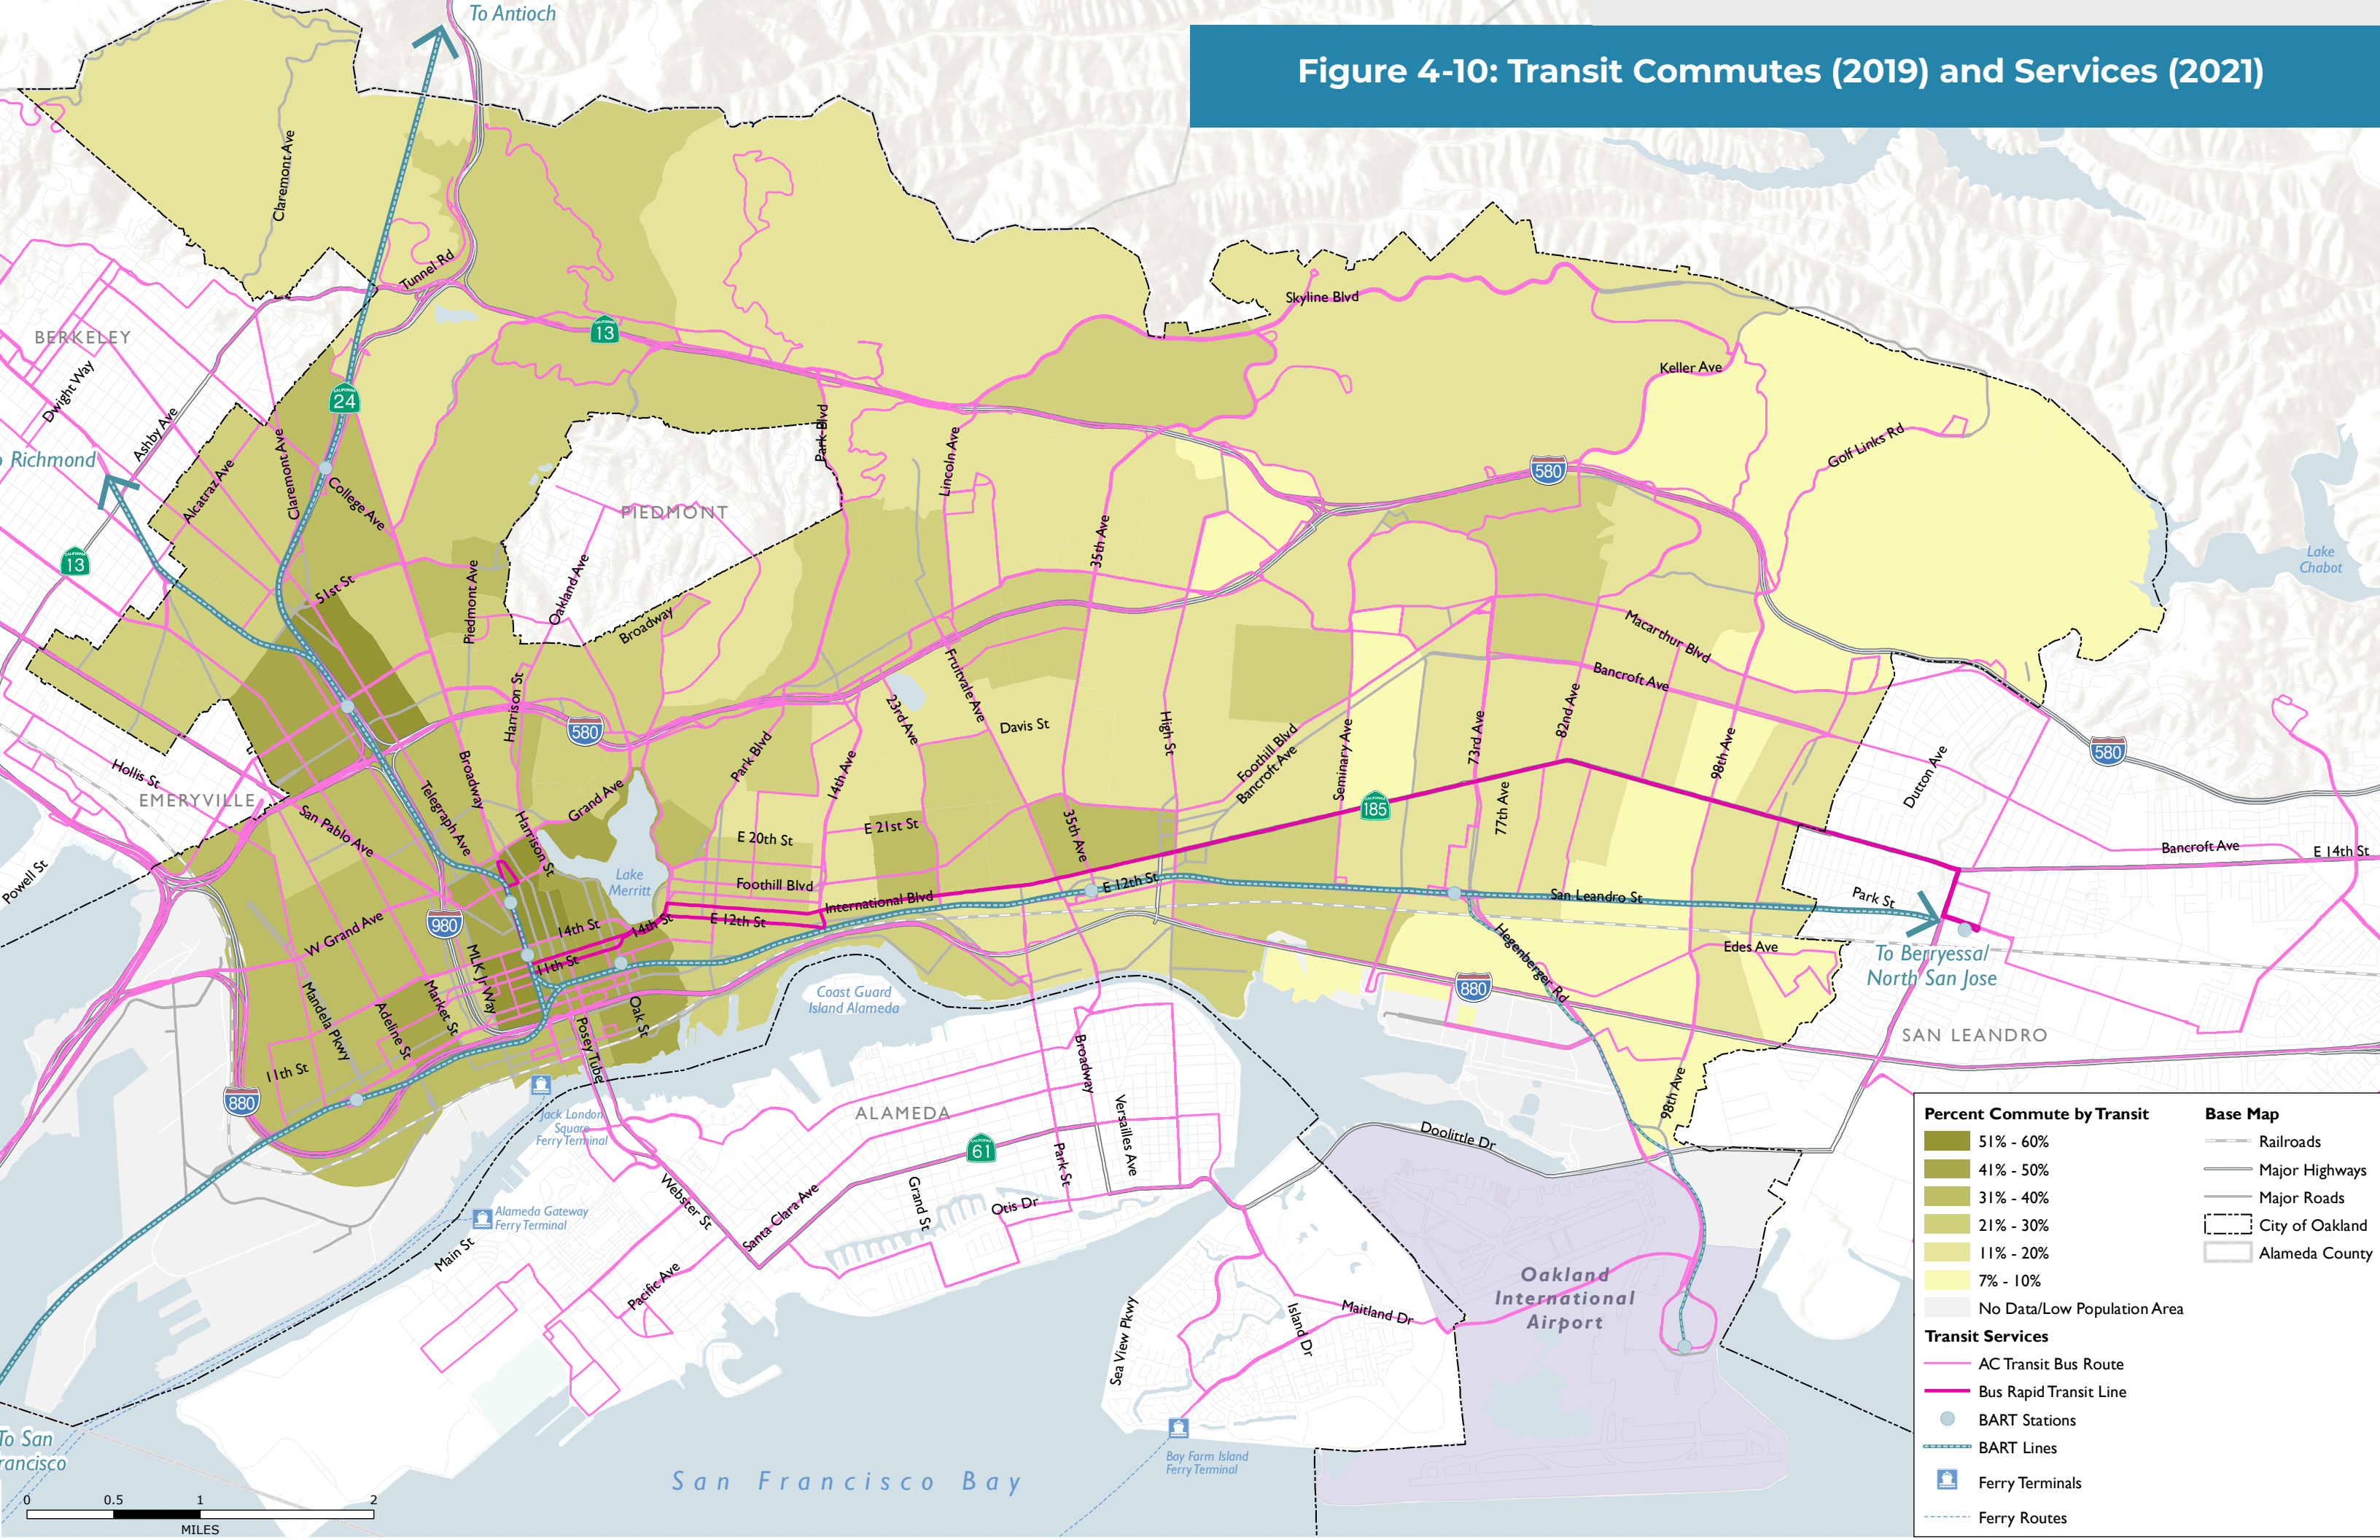 Figure 4-10: Transit Commutes (2019) and Services (2021)
To Antioch
Claremont Ave
Tunnel Rd
BERKELEY
Dwight Way
Ashby Ave
Richmond
13
24
13
Alcatraz Ave
Claremont Ave
College Ave
51st St
Piedmont Ave
Oakland Ave
PIEDMONT
Broadway
Park Blvd
Lincoln Ave
35th Ave
Skyline Blvd
Keller Ave
Golf Links Rd
580
Lake
Chabot
Macarthur Blvd
Bancroft Ave
Hollis St
EMERYVILLE
Powell St
San Pablo Ave
Telegraph Ave
Broadway
Harrison St
580
Harrison St
Grand Ave
Lake
Merritt
Park Blvd
14th Ave
23rd Ave
Fruitvale Ave
Davis St
High St
Foothill Blvd
Bancroft Ave
Seminary Ave
73rd Ave
77th Ave
82nd Ave
98th Ave
Dutton Ave
580
185
E 20th St
E 21st St
35th Ave
Foothill Blvd
International Blvd
E 12th St
E 12th St
14th St
14th St
11th St
W Grand Ave
980
MLK Jr Way
Market St
Adeline St
Mandela Pkwy
11th St
880
Oak St
Posey Tube
San Leandro St
Park St
Bancroft Ave
E 14th St
To Berryessa/
North San Jose
Edes Ave
Hegenberger Rd
880
98th Ave
SAN LEANDRO
Coast Guard
Island Alameda
Jack London
Square
Ferry Terminal
Alameda Gateway
Ferry Terminal
ALAMEDA
Broadway
Versailles Ave
Park St
61
Grand St
Otis Dr
Webster St
Santa Clara Ave
Pacific Ave
Main St
Doolittle Dr
Oakland
International
Airport
Maitland Dr
Island Dr
Sea View Pkwy
Bay Farm Island
Ferry Terminal
San Francisco Bay
To San
0 0.5 1 2
MILES
Percent Commute by Transit
51% - 60%
41% - 50%
31% - 40%
21% - 30%
11% - 20%
7% - 10%
No Data/Low Population Area
Transit Services
AC Transit Bus Route
Bus Rapid Transit Line
BART Stations
BART Lines
Ferry Terminals
Ferry Routes
Base Map
Railroads
Major Highways
Major Roads
City of Oakland
Alameda County